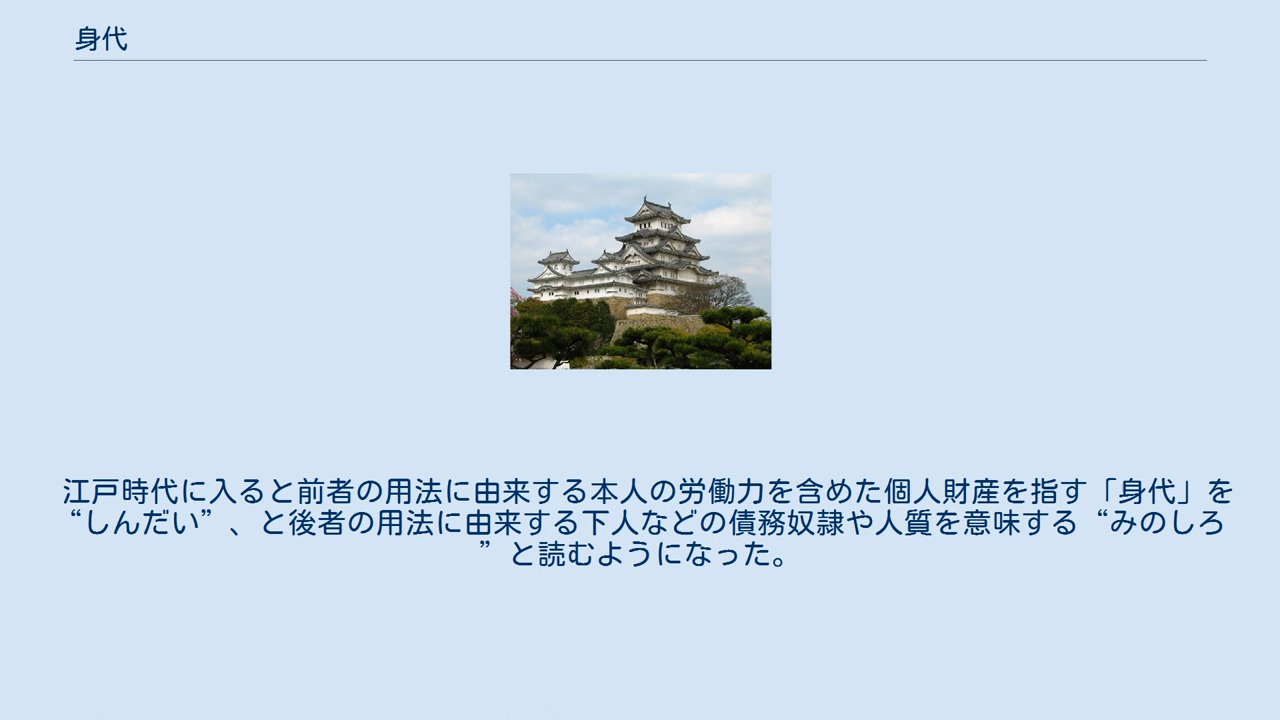 身代
江戸時代に入ると前者の用法に由来する本人の労働力を含めた個人財産を指す「身代」を
“しんだい”、と後者の用法に由来する下人などの債務奴隷や人質を意味する“みのしろ
”と読むようになった。